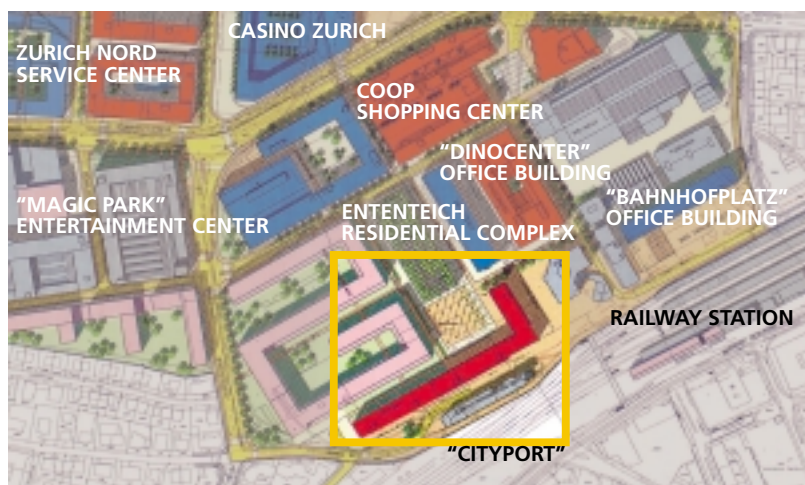 CASINO ZURICH
ZURICH NORD
SERVICE CENTER
COOP
SHOPPING CENTER
“DINOCENTER”
OFFICE BUILDING
“MAGIC PARK”
ENTERTAINMENT CENTER
ENTENTEICH
RESIDENTIAL COMPLEX
“BAHNHOFPLATZ”
OFFICE BUILDING
RAILWAY STATION
“CITYPORT“